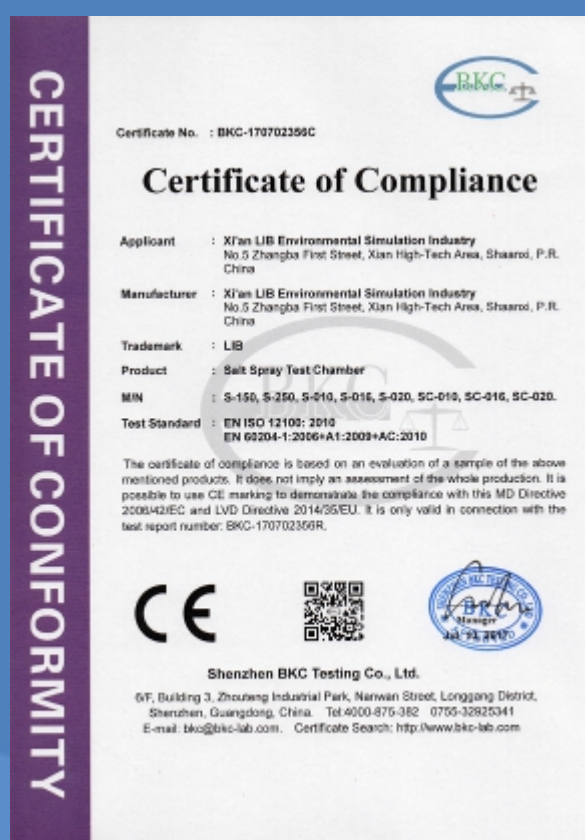 CERTIFICATE OF CONFORMITY
BKC
Certificate No. : BKC-170702356C
Certificate of Compliance
Applicant : Xi'an LIB Environmental Simulation Industry
No.5 Zhangba First Street, Xian High-Tech Area, Shaanxi, P.R.
China
Manufacturer : Xi'an LIB Environmental Simulation Industry
No.5 Zhangba First Street, Xian High-Tech Area, Shaanxi, P.R.
China
Trademark : LIB
Product : Salt Spray Test Chamber
M/N : S-150, S-250, S-010, S-016, S-020, SC-010, SC-016, SC-020.
Test Standard : EN ISO 12100: 2010
EN 60204-1:2006+A1:2009+AC:2010
BKC
The certificate of compliance is based on an evaluation of a sample of the above
mentioned products. It does not imply an assessment of the whole production. It is
possible to use CE marking to demonstrate the compliance with this MD Directive
2006/42/EC and LVD Directive 2014/35/EU. It is only valid in connection with the
test report number: BKC-170702356R.
CE
BKC
Manager
Shenzhen BKC Testing Co., Ltd.
6/F, Building 3, Zhouteng Industrial Park, Nanwan Street, Longgang District,
Shenzhen, Guangdong, China. Tel:4000-875-382 0755-32925341
E-mail: bkc@bkc-lab.com. Certificate Search: http://www.bkc-lab.com